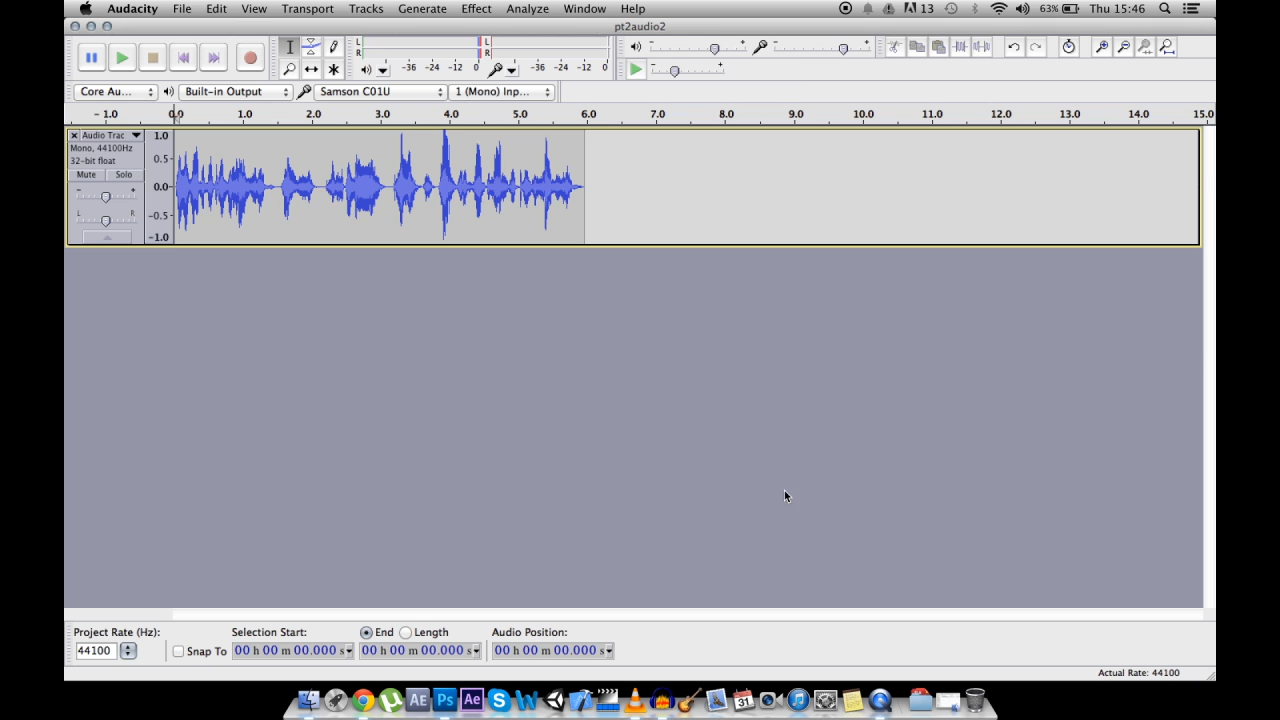 Audacity File Edit View Transport Tracks Generate Effect Analyze Window Help 13 63% Thu 15:46
pt2audio2
L L
R R
-36 -24 -12 0 -36 -24 -12 0
Core Au... Built-in Output Samson C01U 1 (Mono) Inp...
- 1.0 0.0 1.0 2.0 3.0 4.0 5.0 6.0 7.0 8.0 9.0 10.0 11.0 12.0 13.0 14.0 15.0
Audio Trac 1.0
Mono, 44100Hz
32-bit float 0.5-
Mute Solo
- + 0.0-
L R -0.5-
-1.0
Project Rate (Hz): Selection Start: End Length Audio Position:
44100 Snap To 00 h 00 m 00.000 s 00 h 00 m 00.000 s 00 h 00 m 00.000 s
Actual Rate: 44100
AE Ps Ae S W 31